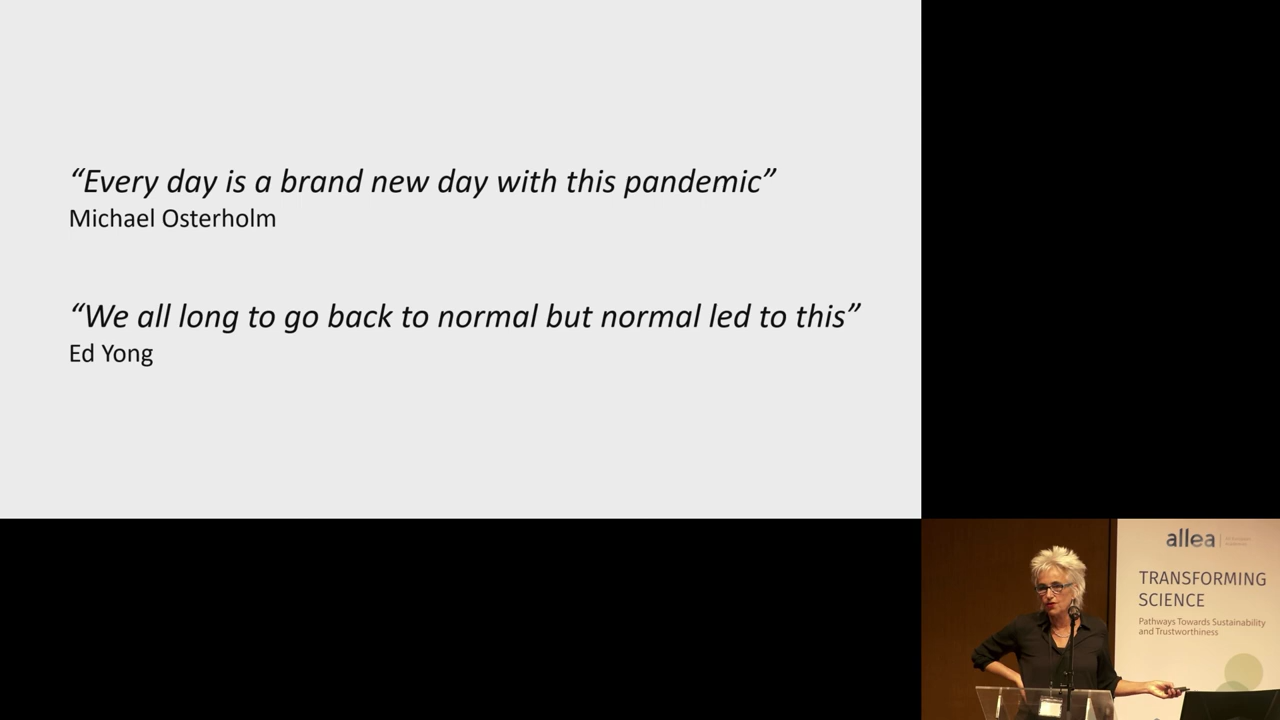 “Every day is a brand new day with this pandemic”
Michael Osterholm
“We all long to go back to normal but normal led to this”
Ed Yong
allea
TRANSFORMING
SCIENCE
Pathways Towards Sustainability
and Trustworthiness